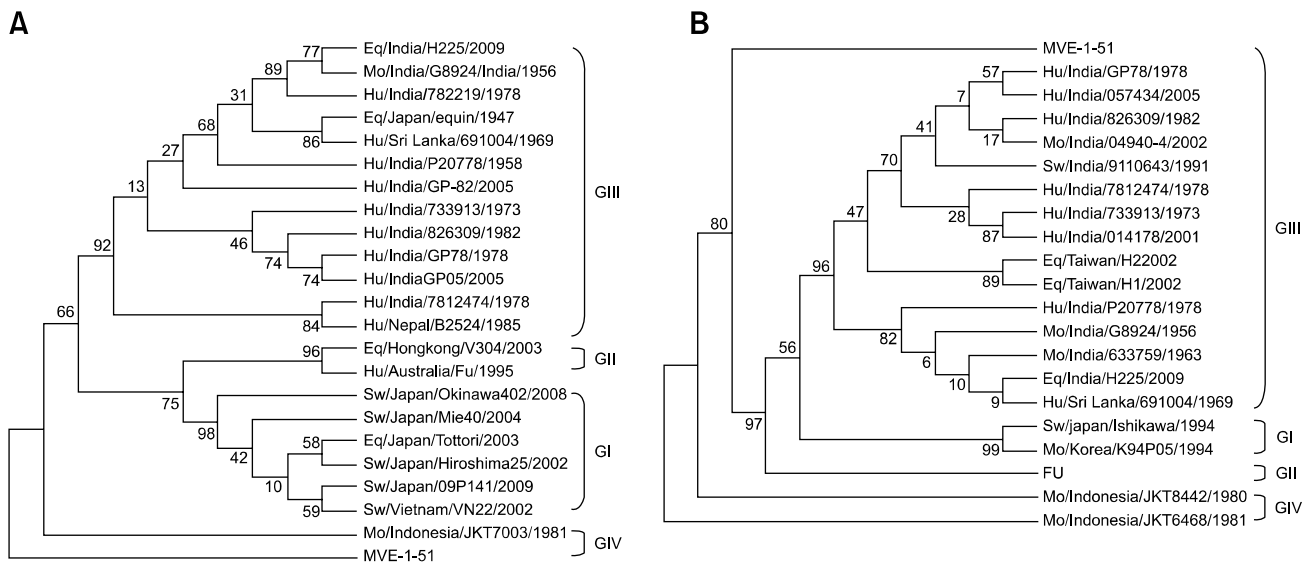 A
77
Eq/India/H225/2009
89
Mo/India/G8924/India/1956
31
Hu/India/782219/1978
Eq/Japan/equin/1947
68
86
Hu/Sri Lanka/691004/1969
27
Hu/India/P20778/1958
13
Hu/India/GP-82/2005
GIII
Hu/India/733913/1973
46
Hu/India/826309/1982
92
74
Hu/India/GP78/1978
74
Hu/IndiaGP05/2005
Hu/India/7812474/1978
66
84
Hu/Nepal/B2524/1985
96
Eq/Hongkong/V304/2003
GII
Hu/Australia/Fu/1995
75
Sw/Japan/Okinawa402/2008
98
Sw/Japan/Mie40/2004
42
58
Eq/Japan/Tottori/2003
GI
Sw/Japan/Hiroshima25/2002
10
Sw/Japan/09P141/2009
59
Sw/Vietnam/VN22/2002
Mo/Indonesia/JKT7003/1981
GIV
MVE-1-51
B
MVE-1-51
57
Hu/India/GP78/1978
7
Hu/India/057434/2005
41
Hu/India/826309/1982
17
Mo/India/04940-4/2002
70
Sw/India/9110643/1991
Hu/India/7812474/1978
47
28
Hu/India/733913/1973
GIII
80
87
Hu/India/014178/2001
96
Eq/Taiwan/H22002
89
Eq/Taiwan/H1/2002
Hu/India/P20778/1978
82
Mo/India/G8924/1956
56
6
Mo/India/633759/1963
10
Eq/India/H225/2009
9
Hu/Sri Lanka/691004/1969
97
Sw/japan/Ishikawa/1994
GI
99
Mo/Korea/K94P05/1994
FU
GII
Mo/Indonesia/JKT8442/1980
GIV
Mo/Indonesia/JKT6468/1981